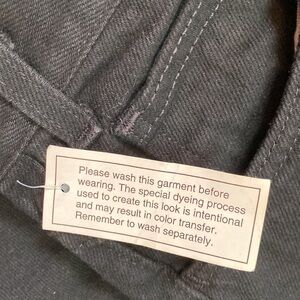 Please wash this garment before
wearing. The special dyeing process
used to create this look is intentional
and may result in color transfer.
Remember to wash separately.